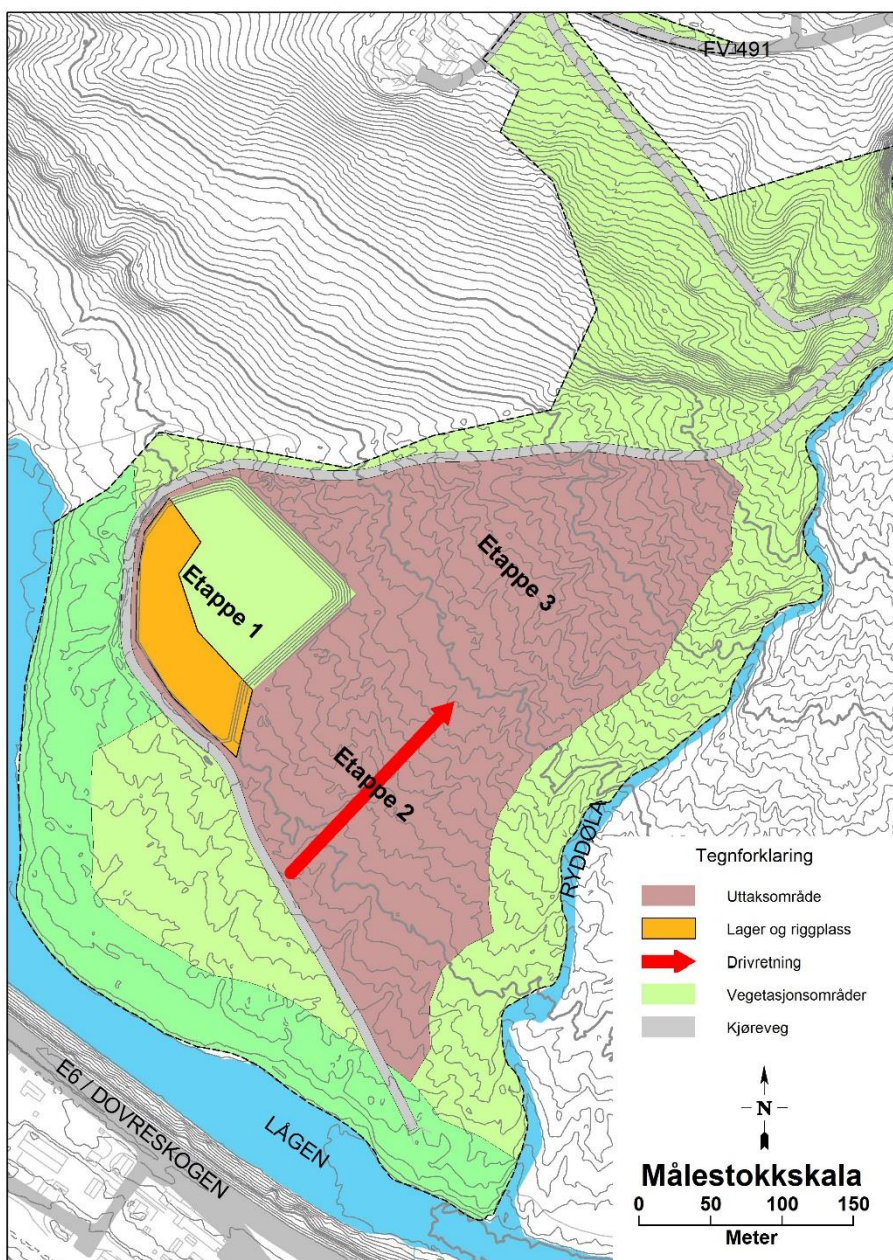 FV 491
Etappe 3
Etappe 1
Etappe 2
RYDDØLA
E6 / DOVRESKOGEN
LÅGEN
Tegnforklaring
Uttaksområde
Lager og riggplass
Drivretning
Vegetasjonsområder
Kjøreveg
N
Målestokkskala
0 50 100 150
Meter